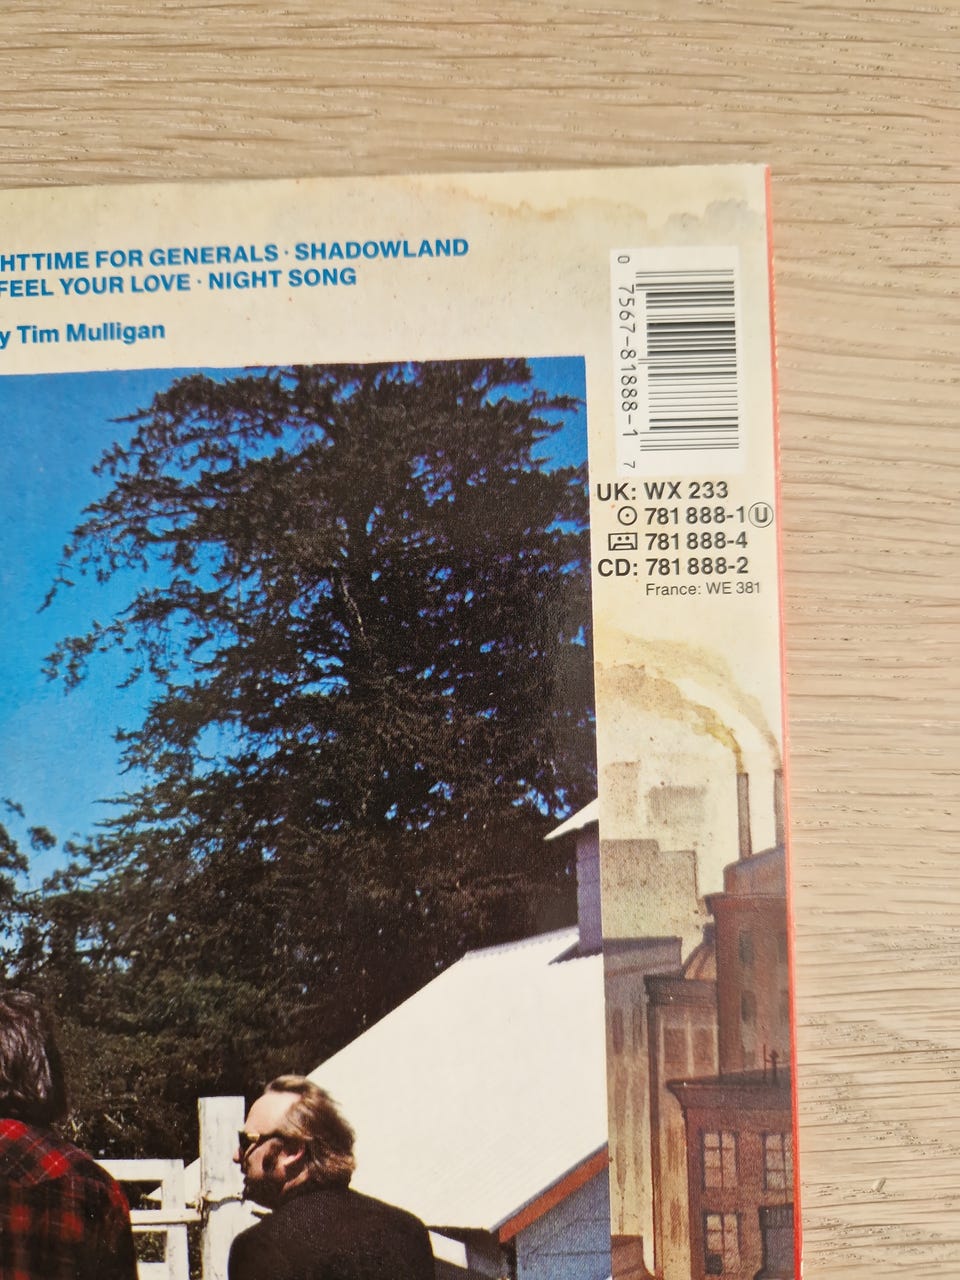 HTTIME FOR GENERALS · SHADOWLAND
FEEL YOUR LOVE · NIGHT SONG
y Tim Mulligan
0 7567-81888-1 7
UK: WX 233
781 888-1 U
781 888-4
CD: 781 888-2
France: WE 381